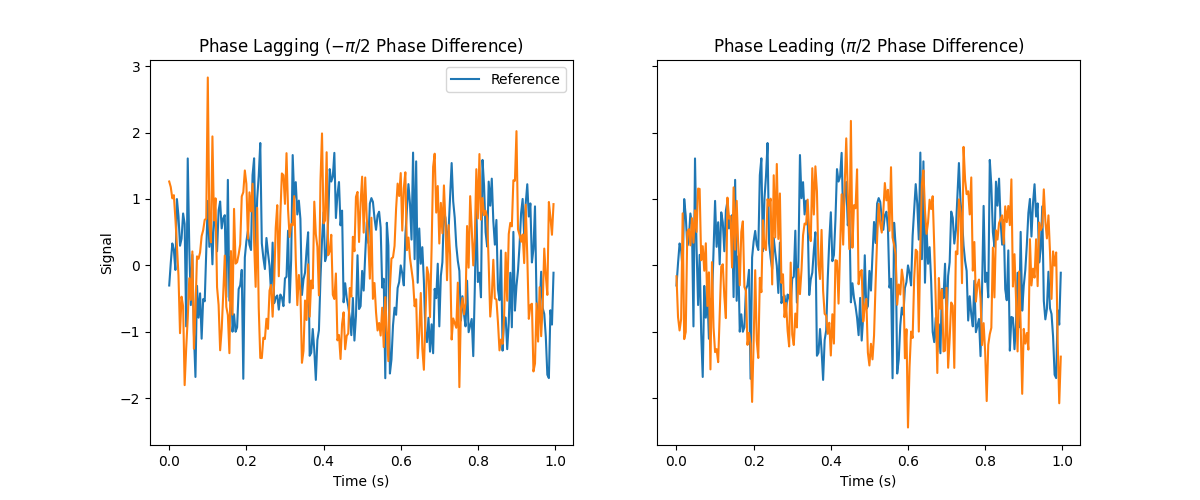 Phase Lagging (−π/2 Phase Difference)
Phase Leading (π/2 Phase Difference)
Reference
Signal
3
2
1
0
−1
−2
0.0 0.2 0.4 0.6 0.8 1.0
0.0 0.2 0.4 0.6 0.8 1.0
Time (s)
Time (s)